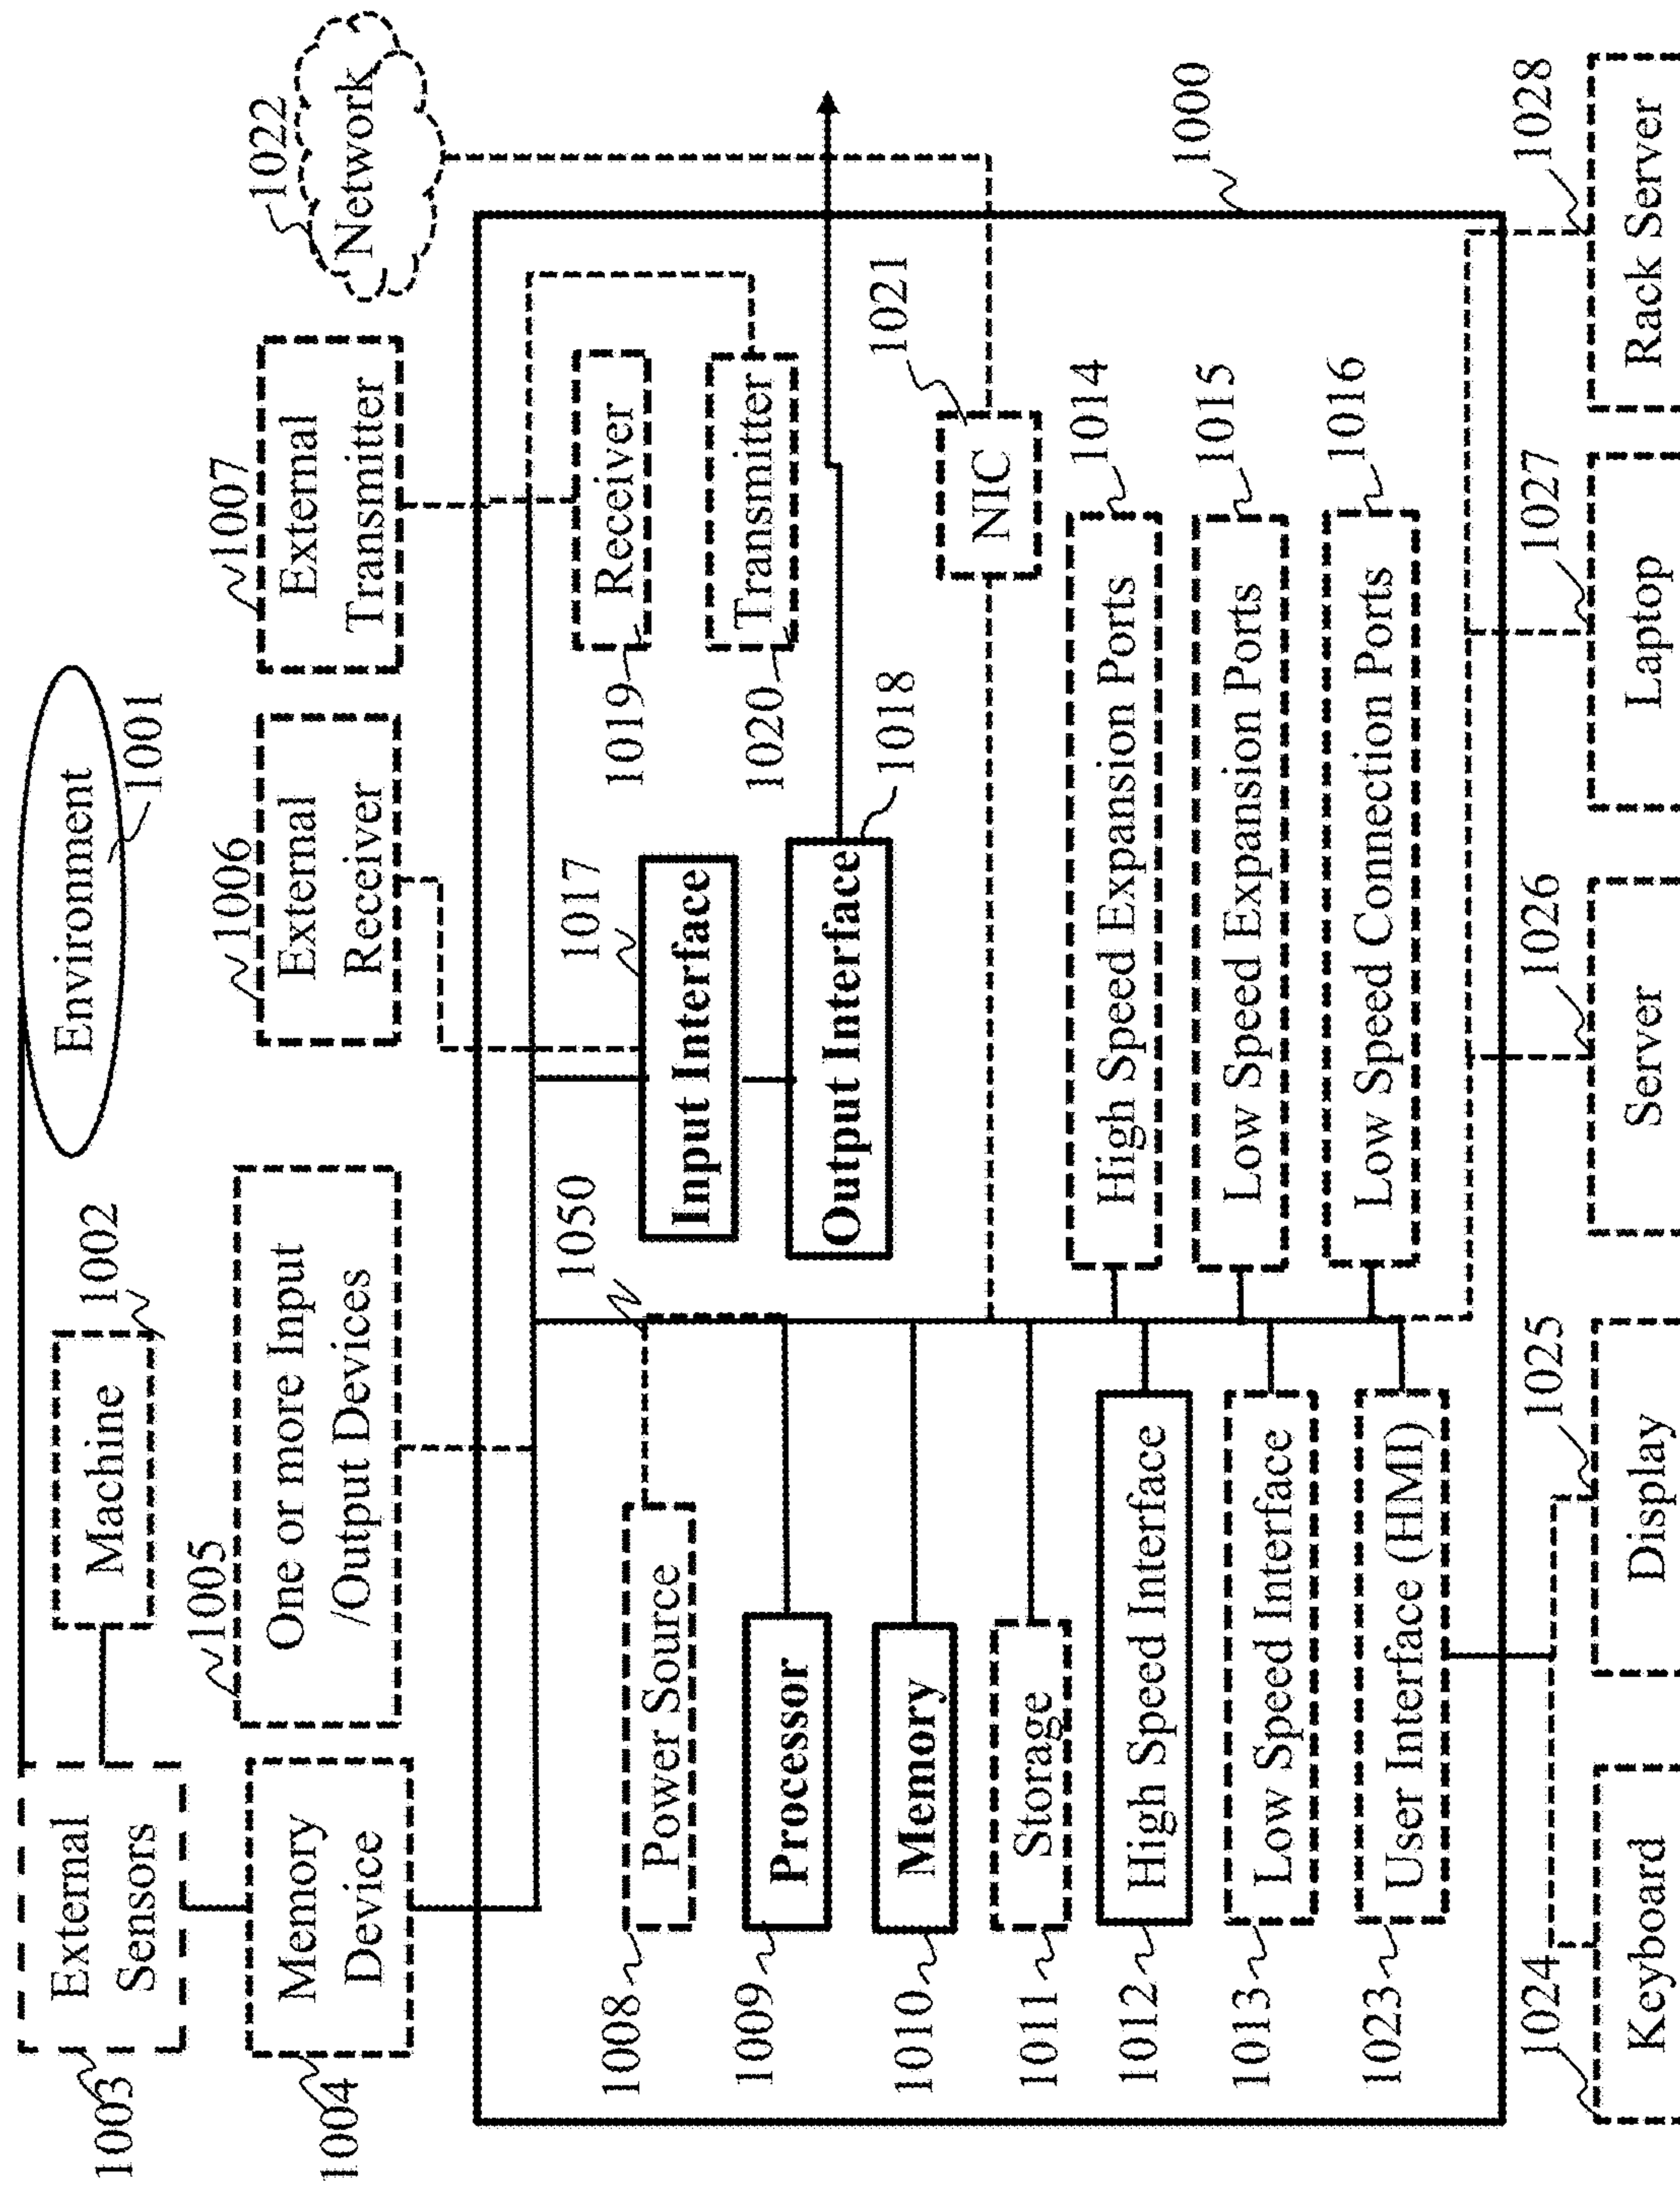 Environment
1001
Machine
1002
External
Sensors
1003
Memory
Device
1004
1005
One or more Input
/Output Devices
1006
External
Receiver
1007
External
Transmitter
1022
Network
1050
1017
Input Interface
Output Interface
1018
Receiver
1019
Transmitter
1020
1021
NIC
1008
Power Source
1009
Processor
1010
Memory
1011
Storage
1012
High Speed Interface
1013
Low Speed Interface
1023
User Interface (HMI)
High Speed Expansion Ports
1014
Low Speed Expansion Ports
1015
Low Speed Connection Ports
1016
1000
1024
Keyboard
1025
Display
1026
Server
1027
Laptop
1028
Rack Server